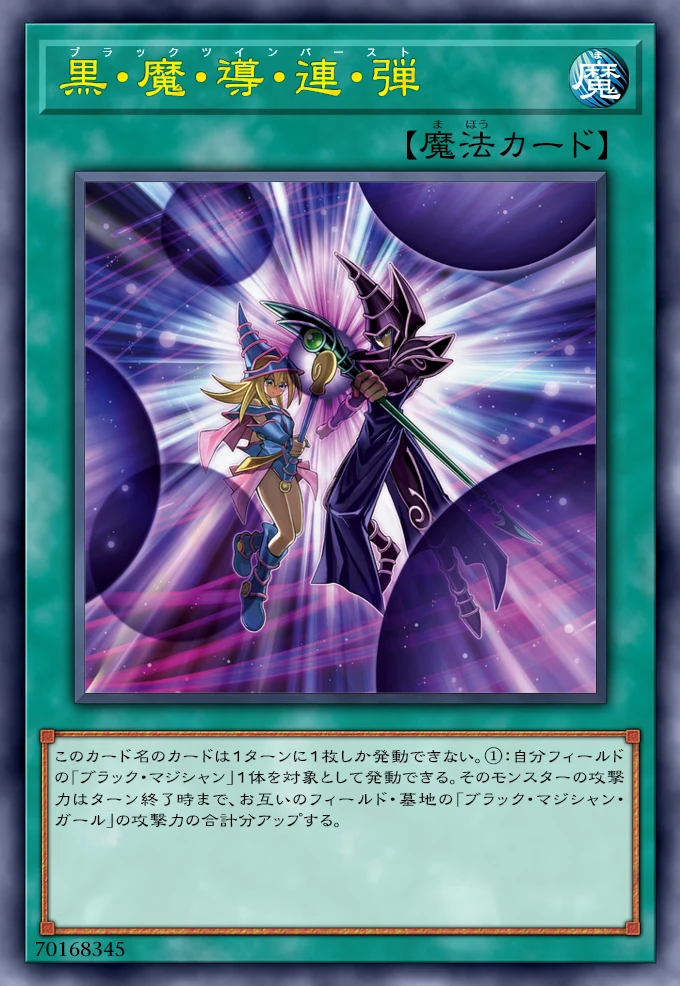 ブラックツインバースト
黒・魔・導・連・弾
ま
魔
ま ほう
【魔法カード】
このカード名のカードは1ターンに1枚しか発動できない。①:自分フィールド
の「ブラック・マジシャン」1体を対象として発動できる。そのモンスターの攻撃
力はターン終了時まで、お互いのフィールド・墓地の「ブラック・マジシャン・
ガール」の攻撃力の合計分アップする。
70168345